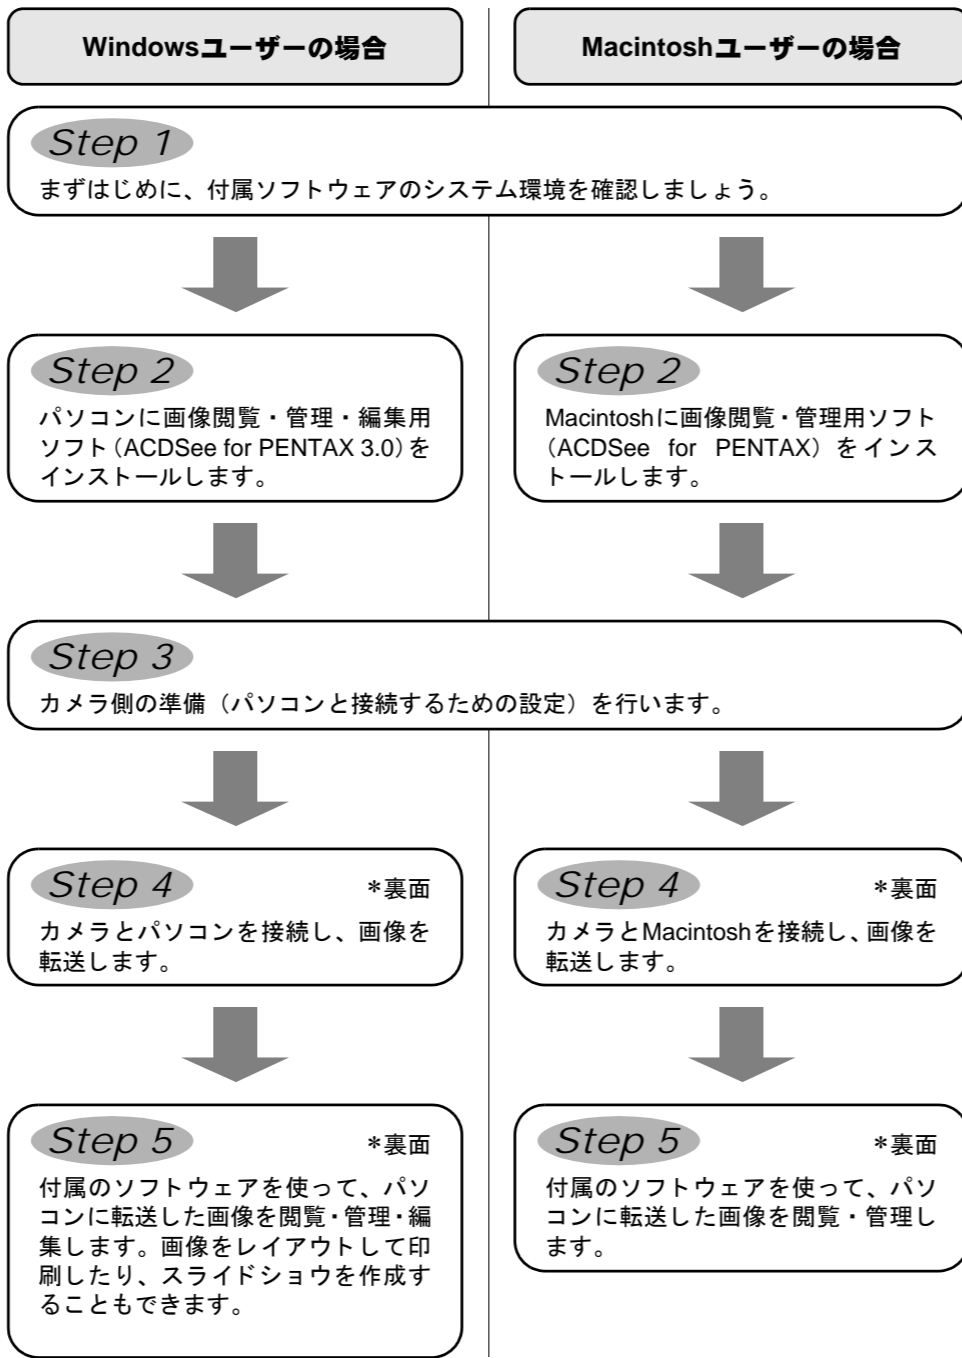 Windowsユーザーの場合
Macintoshユーザーの場合
Step 1
まずはじめに、付属ソフトウェアのシステム環境を確認しましょう。
Step 2
パソコンに画像閲覧・管理・編集用
ソフト（ACDSee for PENTAX 3.0）を
インストールします。
Step 2
Macintoshに画像閲覧・管理用ソフト
（ACDSee for PENTAX）をインス
トールします。
Step 3
カメラ側の準備（パソコンと接続するための設定）を行います。
Step 4 *裏面
カメラとパソコンを接続し、画像を
転送します。
Step 4 *裏面
カメラとMacintoshを接続し、画像を
転送します。
Step 5 *裏面
付属のソフトウェアを使って、パソ
コンに転送した画像を閲覧・管理・編
集します。画像をレイアウトして印
刷したり、スライドショウを作成す
ることもできます。
Step 5 *裏面
付属のソフトウェアを使って、パソ
コンに転送した画像を閲覧・管理し
ます。